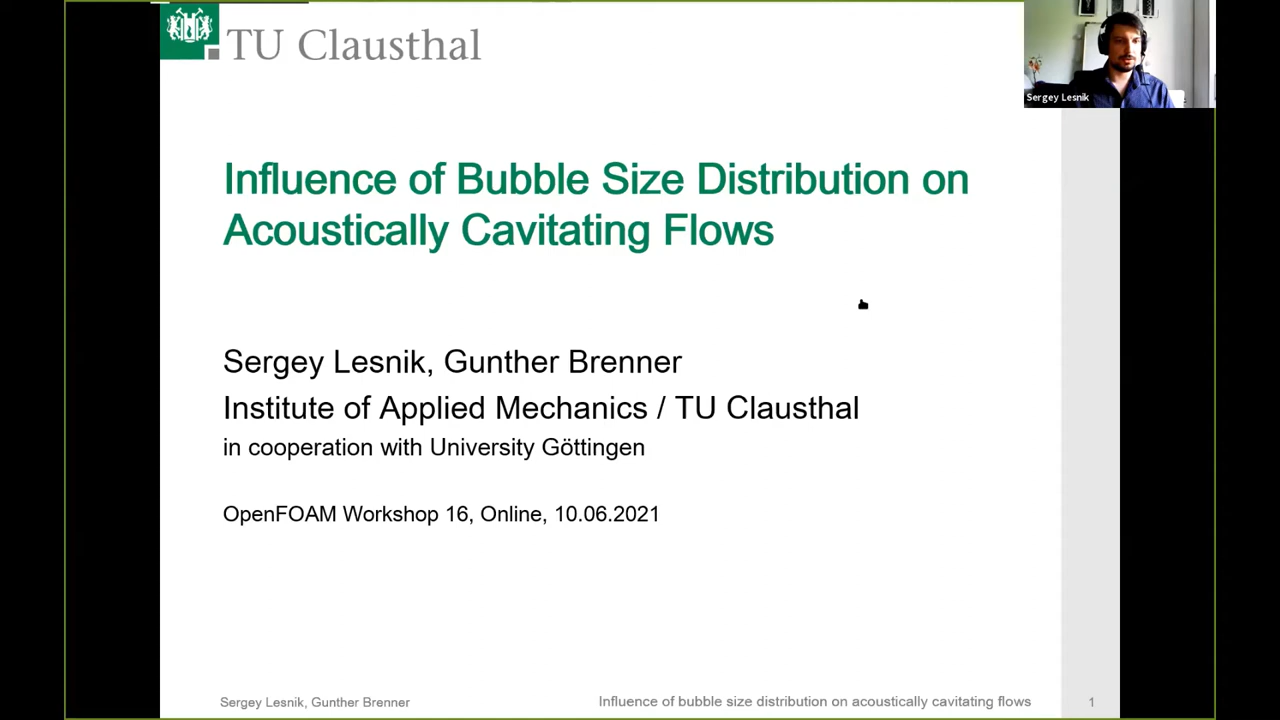 TU Clausthal
Sergey Lesnik
Influence of Bubble Size Distribution on
Acoustically Cavitating Flows
Sergey Lesnik, Gunther Brenner
Institute of Applied Mechanics / TU Clausthal
in cooperation with University Göttingen
OpenFOAM Workshop 16, Online, 10.06.2021
Sergey Lesnik, Gunther Brenner
Influence of bubble size distribution on acoustically cavitating flows
1